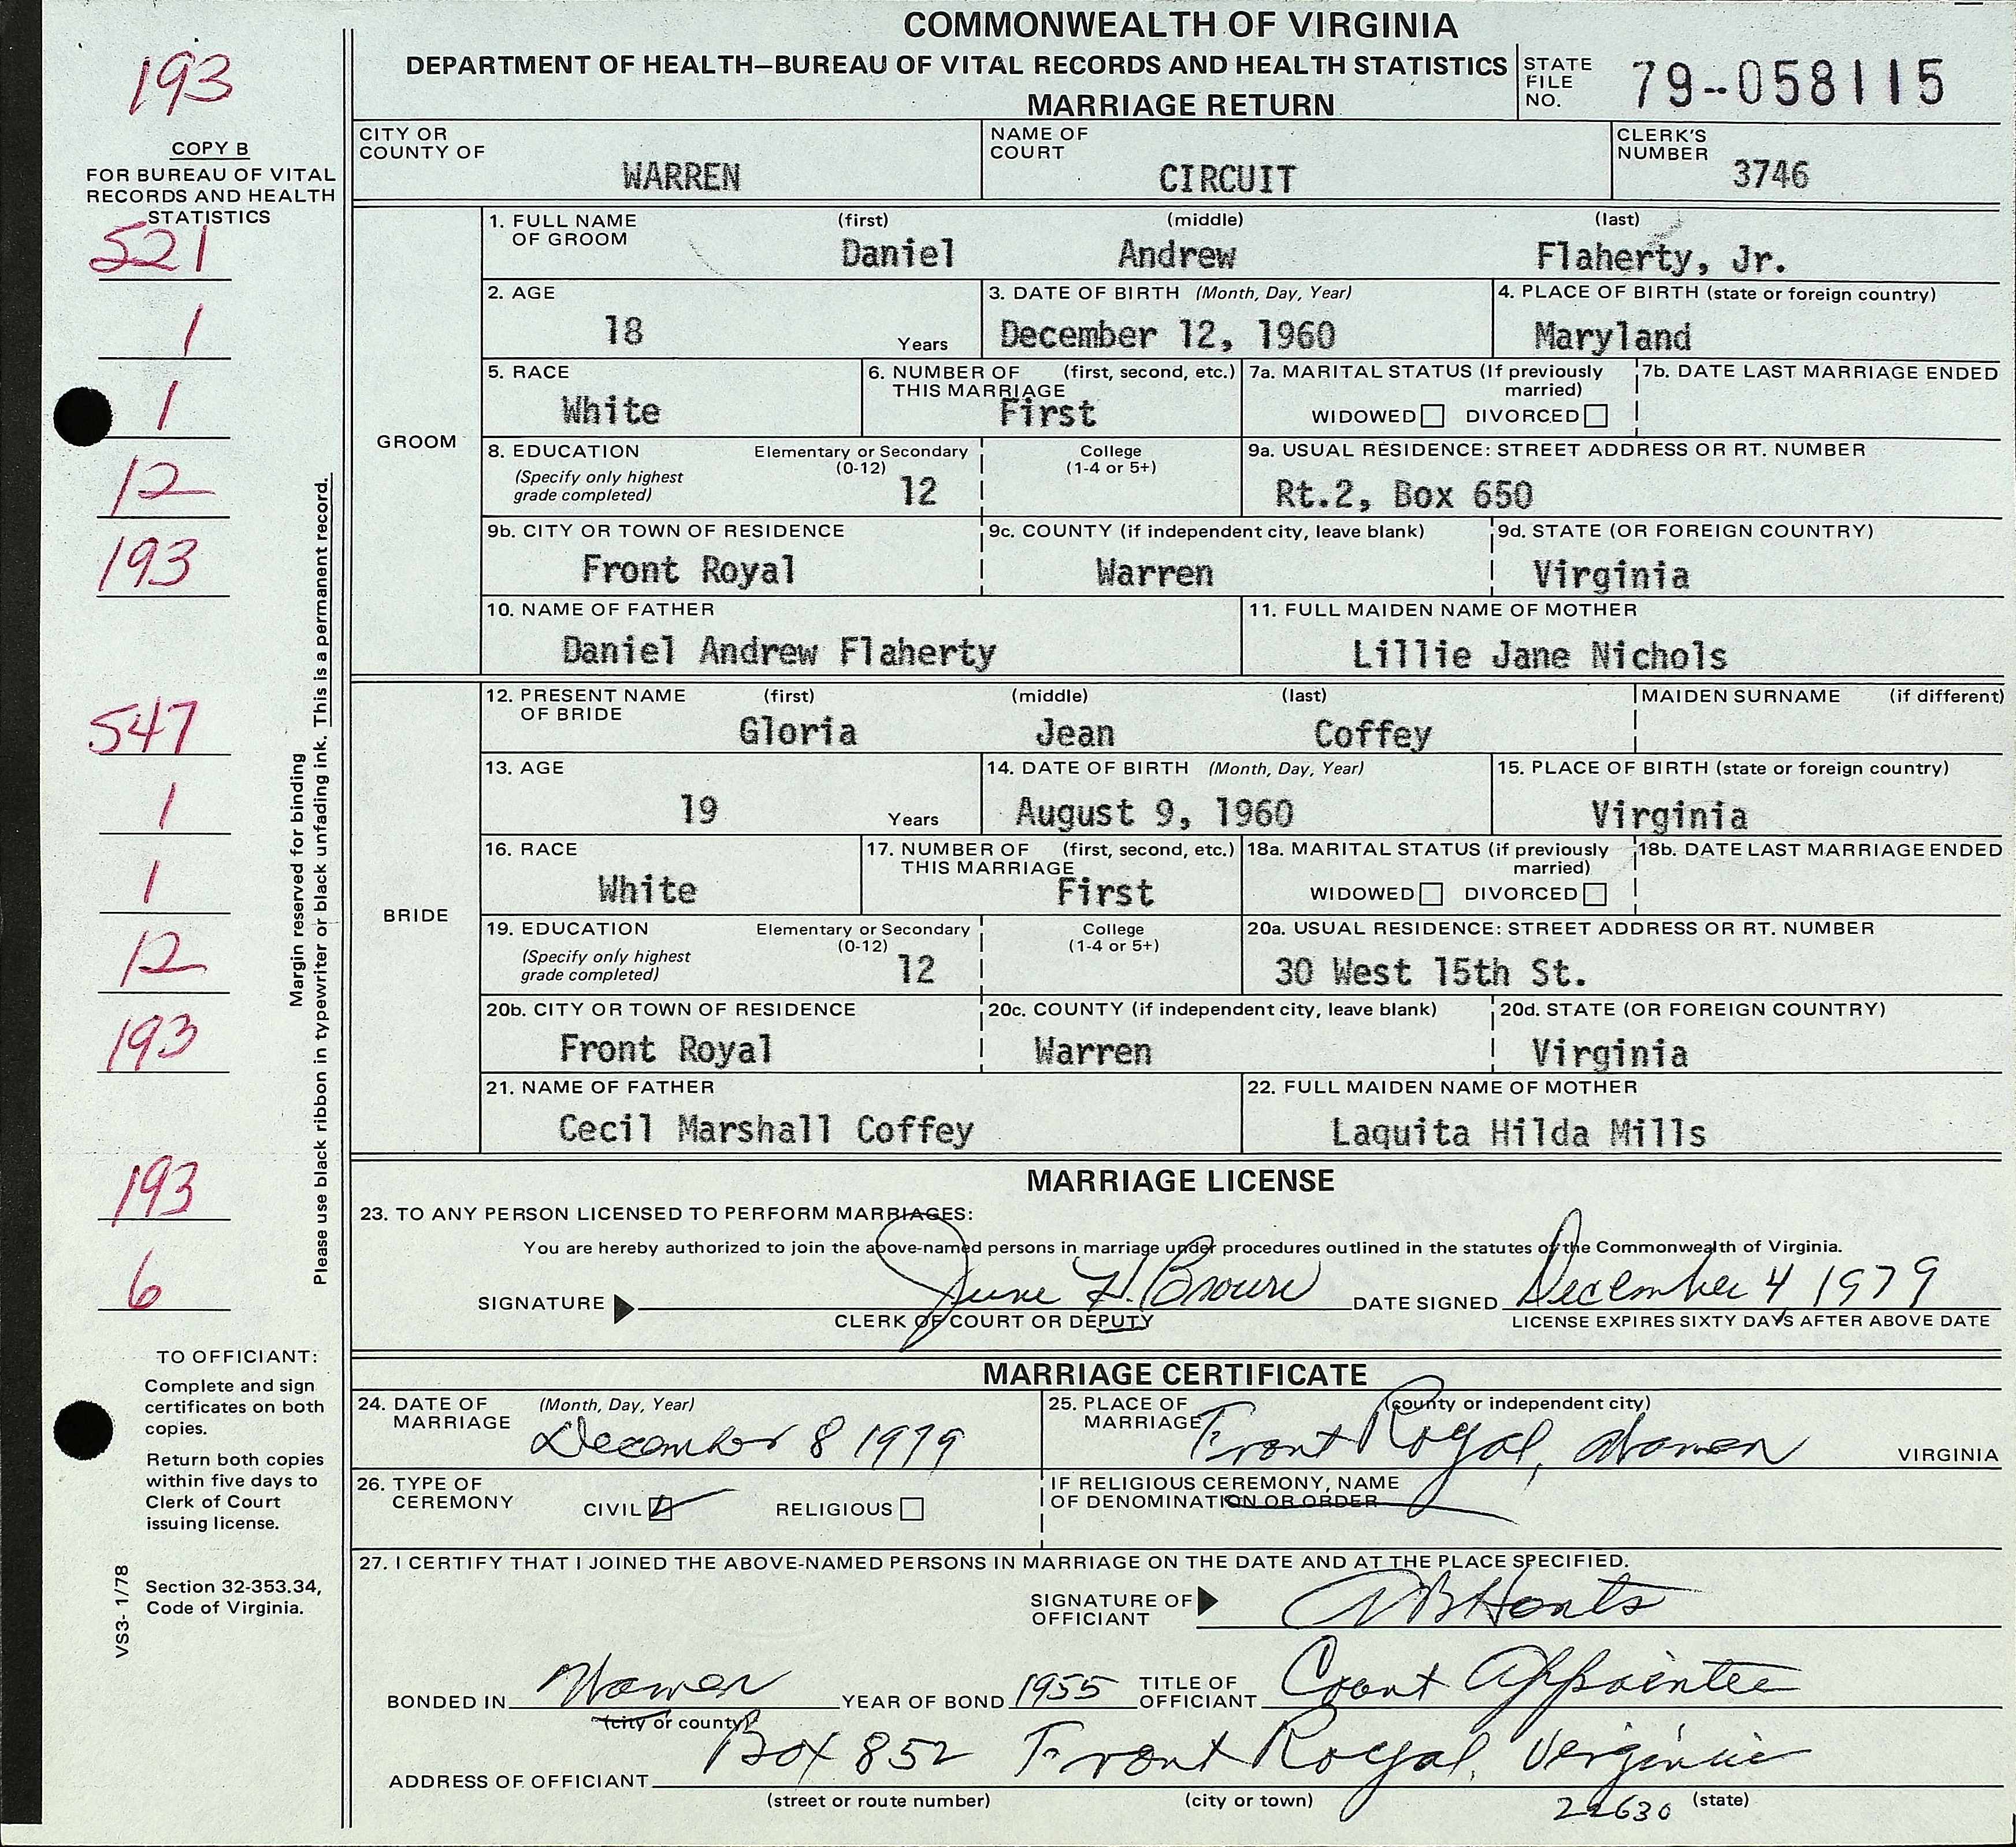 COMMONWEALTH OF VIRGINIA
DEPARTMENT OF HEALTH—BUREAU OF VITAL RECORDS AND HEALTH STATISTICS
MARRIAGE RETURN
STATE FILE NO. 79--058115
193
COPY B
FOR BUREAU OF VITAL
RECORDS AND HEALTH
STATISTICS
521
1
1
12
193
547
1
1
12
193
193
6
Margin reserved for binding
Please use black ribbon in typewriter or black unfading ink. This is a permanent record.
TO OFFICIANT:
Complete and sign
certificates on both
copies.
Return both copies
within five days to
Clerk of Court
issuing license.
Section 32-353.34,
Code of Virginia.
VS3- 1/78
CITY OR COUNTY OF WARREN
NAME OF COURT CIRCUIT
CLERK'S NUMBER 3746
GROOM
1. FULL NAME OF GROOM (first) (middle) (last)
Daniel Andrew Flaherty, Jr.
2. AGE 18 Years
3. DATE OF BIRTH (Month, Day, Year) December 12, 1960
4. PLACE OF BIRTH (state or foreign country) Maryland
5. RACE White
6. NUMBER OF THIS MARRIAGE (first, second, etc.) First
7a. MARITAL STATUS (If previously married) WIDOWED DIVORCED
7b. DATE LAST MARRIAGE ENDED
8. EDUCATION (Specify only highest grade completed) Elementary or Secondary (0-12) 12 College (1-4 or 5+)
9a. USUAL RESIDENCE: STREET ADDRESS OR RT. NUMBER Rt.2, Box 650
9b. CITY OR TOWN OF RESIDENCE Front Royal
9c. COUNTY (if independent city, leave blank) Warren
9d. STATE (OR FOREIGN COUNTRY) Virginia
10. NAME OF FATHER Daniel Andrew Flaherty
11. FULL MAIDEN NAME OF MOTHER Lillie Jane Nichols
BRIDE
12. PRESENT NAME OF BRIDE (first) (middle) (last) MAIDEN SURNAME (if different)
Gloria Jean Coffey
13. AGE 19 Years
14. DATE OF BIRTH (Month, Day, Year) August 9, 1960
15. PLACE OF BIRTH (state or foreign country) Virginia
16. RACE White
17. NUMBER OF THIS MARRIAGE (first, second, etc.) First
18a. MARITAL STATUS (if previously married) WIDOWED DIVORCED
18b. DATE LAST MARRIAGE ENDED
19. EDUCATION (Specify only highest grade completed) Elementary or Secondary (0-12) 12 College (1-4 or 5+)
20a. USUAL RESIDENCE: STREET ADDRESS OR RT. NUMBER 30 West 15th St.
20b. CITY OR TOWN OF RESIDENCE Front Royal
20c. COUNTY (if independent city, leave blank) Warren
20d. STATE (OR FOREIGN COUNTRY) Virginia
21. NAME OF FATHER Cecil Marshall Coffey
22. FULL MAIDEN NAME OF MOTHER Laquita Hilda Mills
MARRIAGE LICENSE
23. TO ANY PERSON LICENSED TO PERFORM MARRIAGES:
You are hereby authorized to join the above-named persons in marriage under procedures outlined in the statutes of the Commonwealth of Virginia.
SIGNATURE June H. Brown DATE SIGNED December 4, 1979
CLERK OF COURT OR DEPUTY LICENSE EXPIRES SIXTY DAYS AFTER ABOVE DATE
MARRIAGE CERTIFICATE
24. DATE OF MARRIAGE (Month, Day, Year) December 8 1979
25. PLACE OF MARRIAGE (county or independent city) Front Royal, Warren VIRGINIA
26. TYPE OF CEREMONY CIVIL RELIGIOUS
IF RELIGIOUS CEREMONY, NAME OF DENOMINATION OR ORDER
27. I CERTIFY THAT I JOINED THE ABOVE-NAMED PERSONS IN MARRIAGE ON THE DATE AND AT THE PLACE SPECIFIED.
SIGNATURE OF OFFICIANT
BONDED IN Warren YEAR OF BOND 1955 TITLE OF OFFICIANT Court Appointee
(city or county)
ADDRESS OF OFFICIANT Box 852 Front Royal, Virginia
(street or route number) (city or town) 22630 (state)